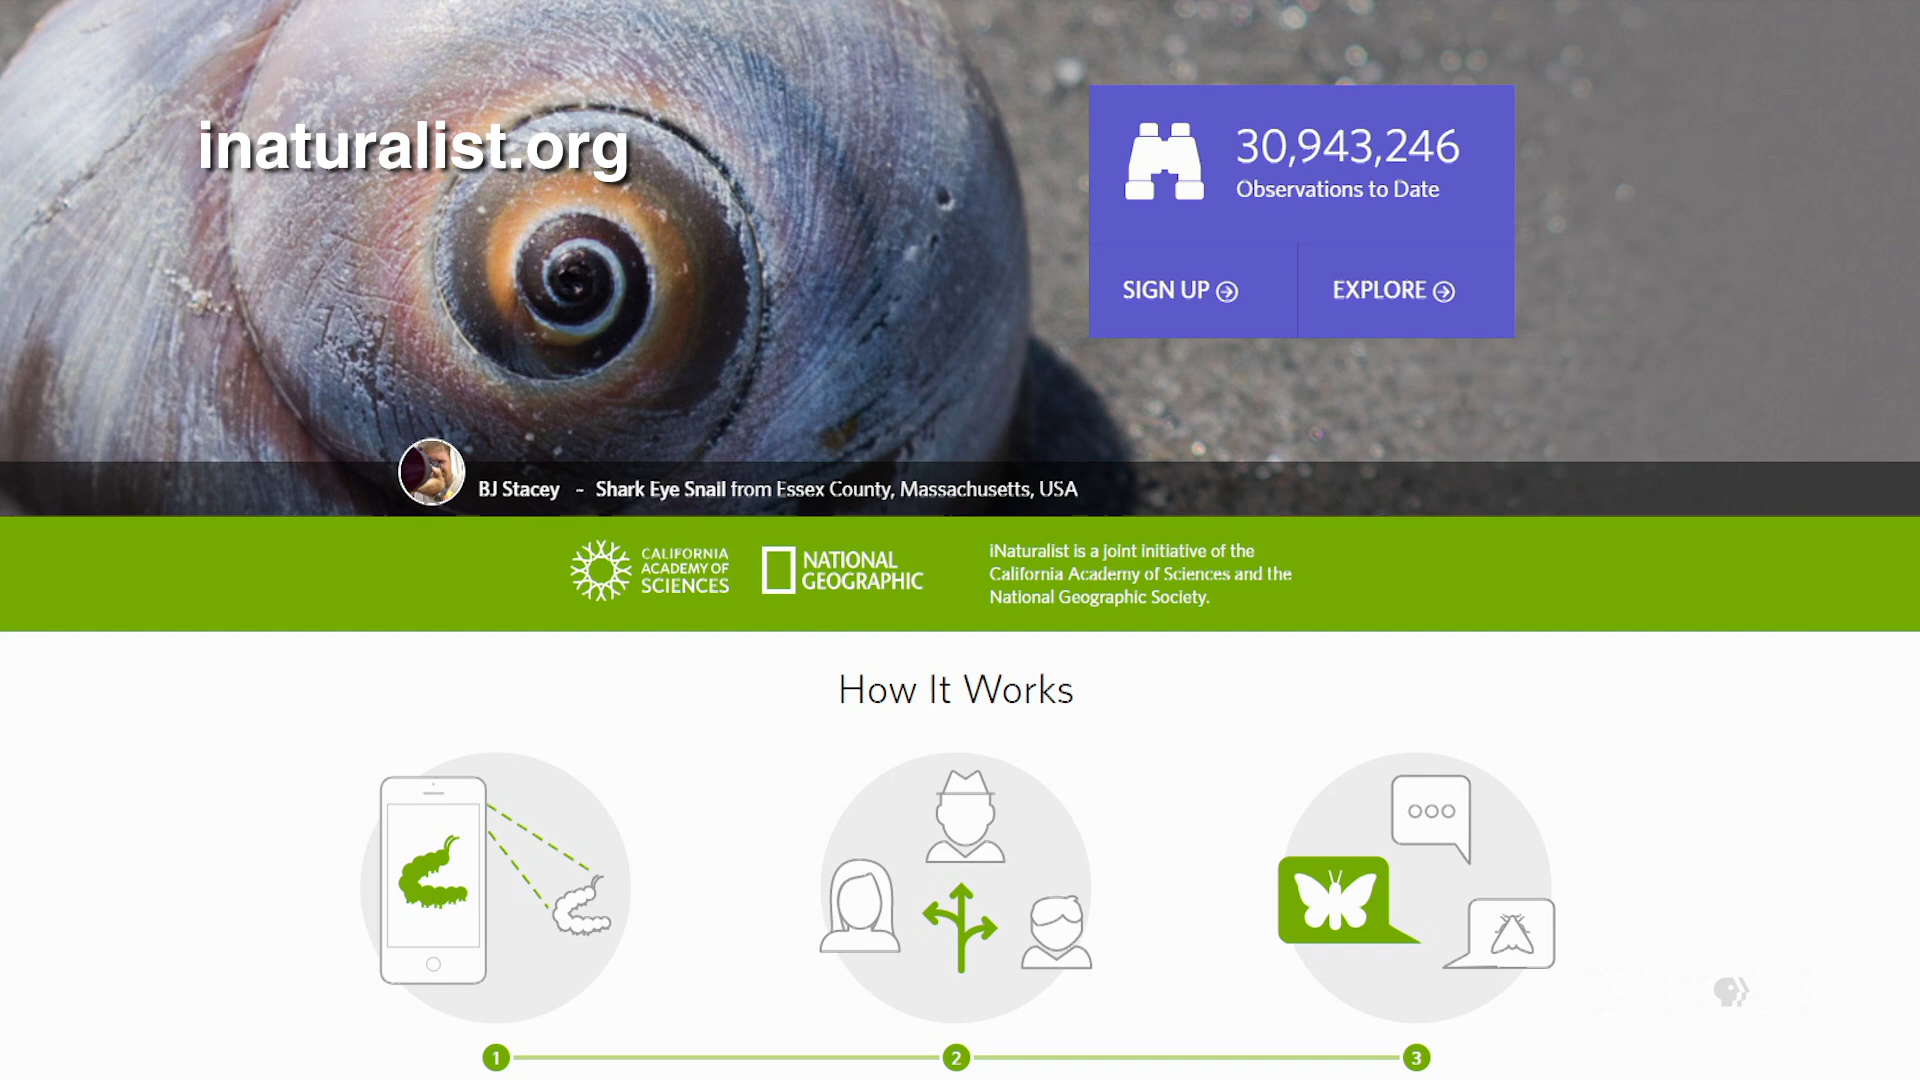 inaturalist.org
30,943,246
Observations to Date
SIGN UP
EXPLORE
BJ Stacey - Shark Eye Snail from Essex County, Massachusetts, USA
CALIFORNIA
ACADEMY OF
SCIENCES
NATIONAL
GEOGRAPHIC
iNaturalist is a joint initiative of the
California Academy of Sciences and the
National Geographic Society.
How It Works
1
2
3